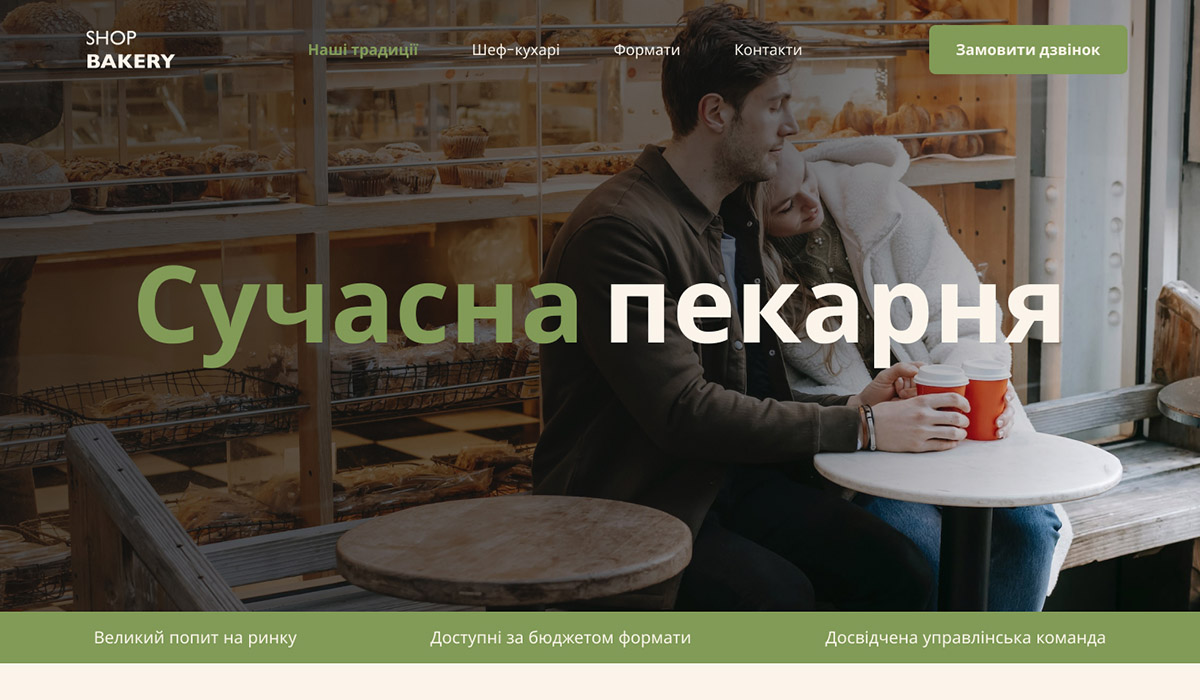 SHOP
BAKERY
Наші традиції
Шеф-кухарі
Формати
Контакти
Замовити дзвінок
Сучасна пекарня
Великий попит на ринку
Доступні за бюджетом формати
Досвідчена управлінська команда